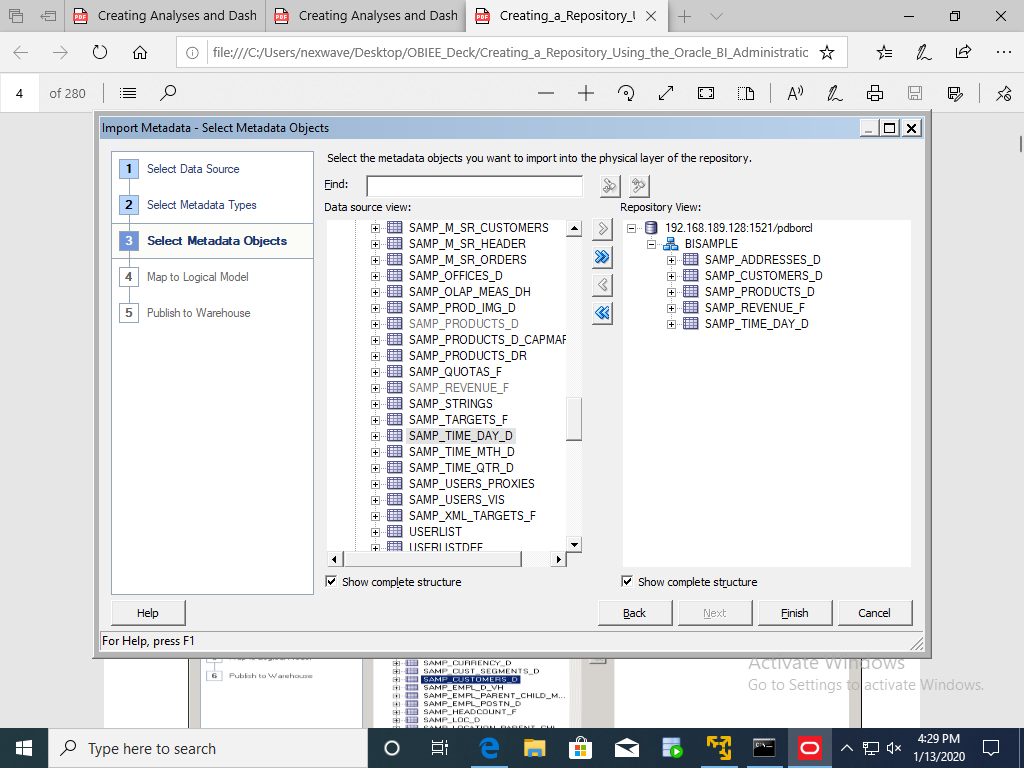 Creating Analyses and Dash
Creating Analyses and Dash
Creating_a_Repository_U
file:///C:/Users/nexwave/Desktop/OBIEE_Deck/Creating_a_Repository_Using_the_Oracle_BI_Administratic
4 of 280
Import Metadata - Select Metadata Objects
1 Select Data Source
2 Select Metadata Types
3 Select Metadata Objects
4 Map to Logical Model
5 Publish to Warehouse
Select the metadata objects you want to import into the physical layer of the repository.
Find:
Data source view:
SAMP_M_SR_CUSTOMERS
SAMP_M_SR_HEADER
SAMP_M_SR_ORDERS
SAMP_OFFICES_D
SAMP_OLAP_MEAS_DH
SAMP_PROD_IMG_D
SAMP_PRODUCTS_D
SAMP_PRODUCTS_D_CAPMAP
SAMP_PRODUCTS_DR
SAMP_QUOTAS_F
SAMP_REVENUE_F
SAMP_STRINGS
SAMP_TARGETS_F
SAMP_TIME_DAY_D
SAMP_TIME_MTH_D
SAMP_TIME_QTR_D
SAMP_USERS_PROXIES
SAMP_USERS_VIS
SAMP_XML_TARGETS_F
USERLIST
USERLISTDEF
Show complete structure
Repository View:
192.168.189.128:1521/pdborcl
BISAMPLE
SAMP_ADDRESSES_D
SAMP_CUSTOMERS_D
SAMP_PRODUCTS_D
SAMP_REVENUE_F
SAMP_TIME_DAY_D
Show complete structure
Help
Back
Next
Finish
Cancel
For Help, press F1
6 Publish to Warehouse
SAMP_CURRENCY_D
SAMP_CUST_SEGMENTS_D
SAMP_CUSTOMERS_D
SAMP_EMPL_D_VH
SAMP_EMPL_PARENT_CHILD_M...
SAMP_EMPL_POSTN_D
SAMP_HEADCOUNT_F
SAMP_LOC_D
Activate Windows
Go to Settings to activate Windows.
Type here to search
4:29 PM
1/13/2020